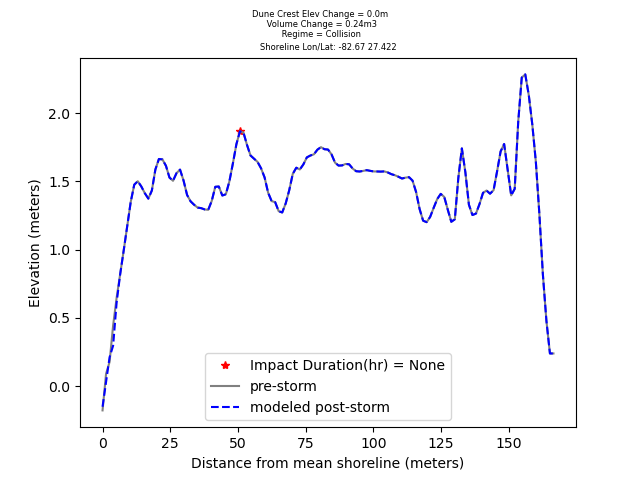 Dune Crest Elev Change = 0.0m
Volume Change = 0.24m3
Regime = Collision
Shoreline Lon/Lat: -82.67 27.422
2.0
1.5
1.0
0.5
0.0
Elevation (meters)
Impact Duration(hr) = None
pre-storm
modeled post-storm
0 25 50 75 100 125 150
Distance from mean shoreline (meters)